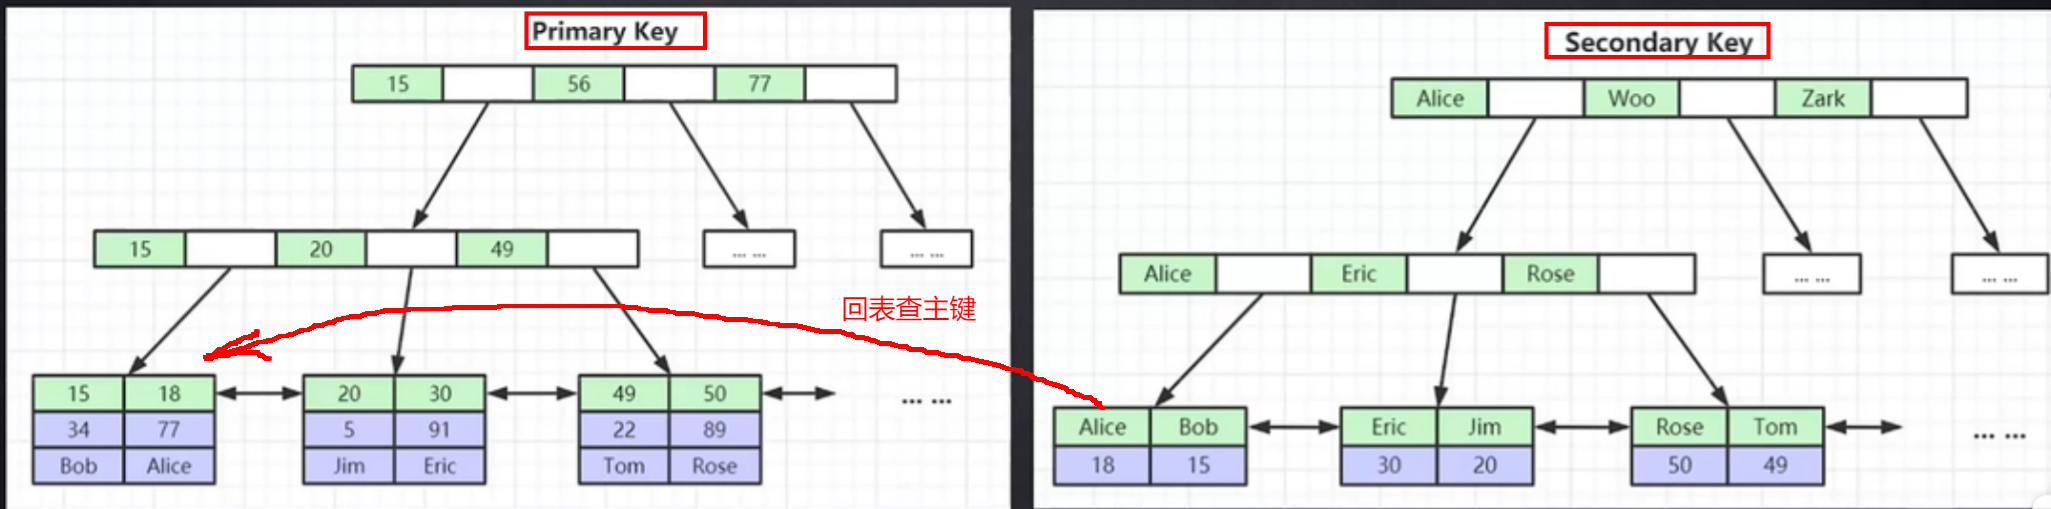 Primary Key
15 56 77
15 20 49
... ... ... ...
15 18 20 30 49 50
34 77 5 91 22 89
Bob Alice Jim Eric Tom Rose
... ...
回表查主键
Secondary Key
Alice Woo Zark
Alice Eric Rose
... ... ... ...
Alice Bob Eric Jim Rose Tom
18 15 30 20 50 49
... ...